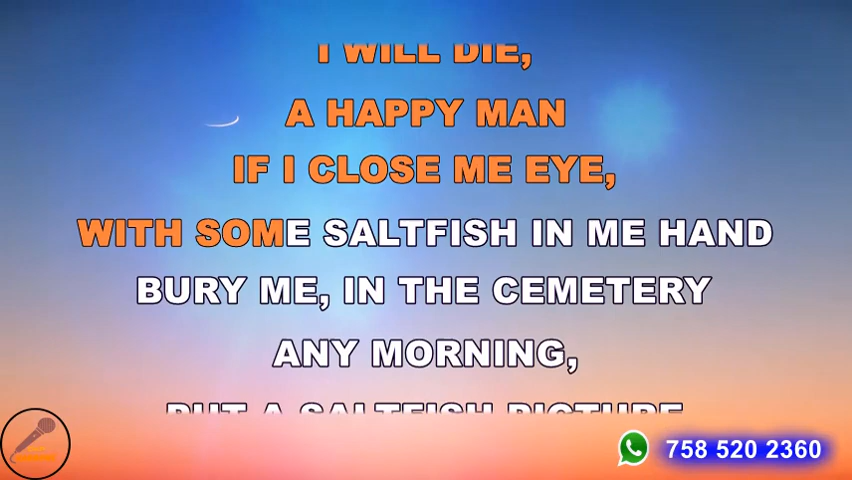 I WILL DIE,
A HAPPY MAN
IF I CLOSE ME EYE,
WITH SOME SALTFISH IN ME HAND
BURY ME, IN THE CEMETERY
ANY MORNING,
PUT A SALTFISH PICTURE
758 520 2360